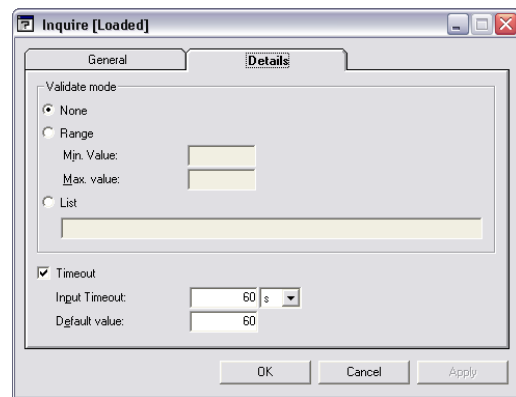 Inquire [Loaded]
General
Details
Validate mode
None
Range
Min. Value:
Max. value:
List
Timeout
Input Timeout: 60 s
Default value: 60
OK Cancel Apply